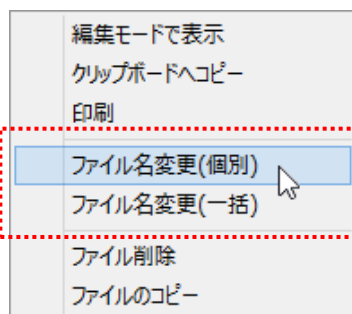 編集モードで表示
クリップボードへコピー
印刷
ファイル名変更(個別)
ファイル名変更(一括)
ファイル削除
ファイルのコピー